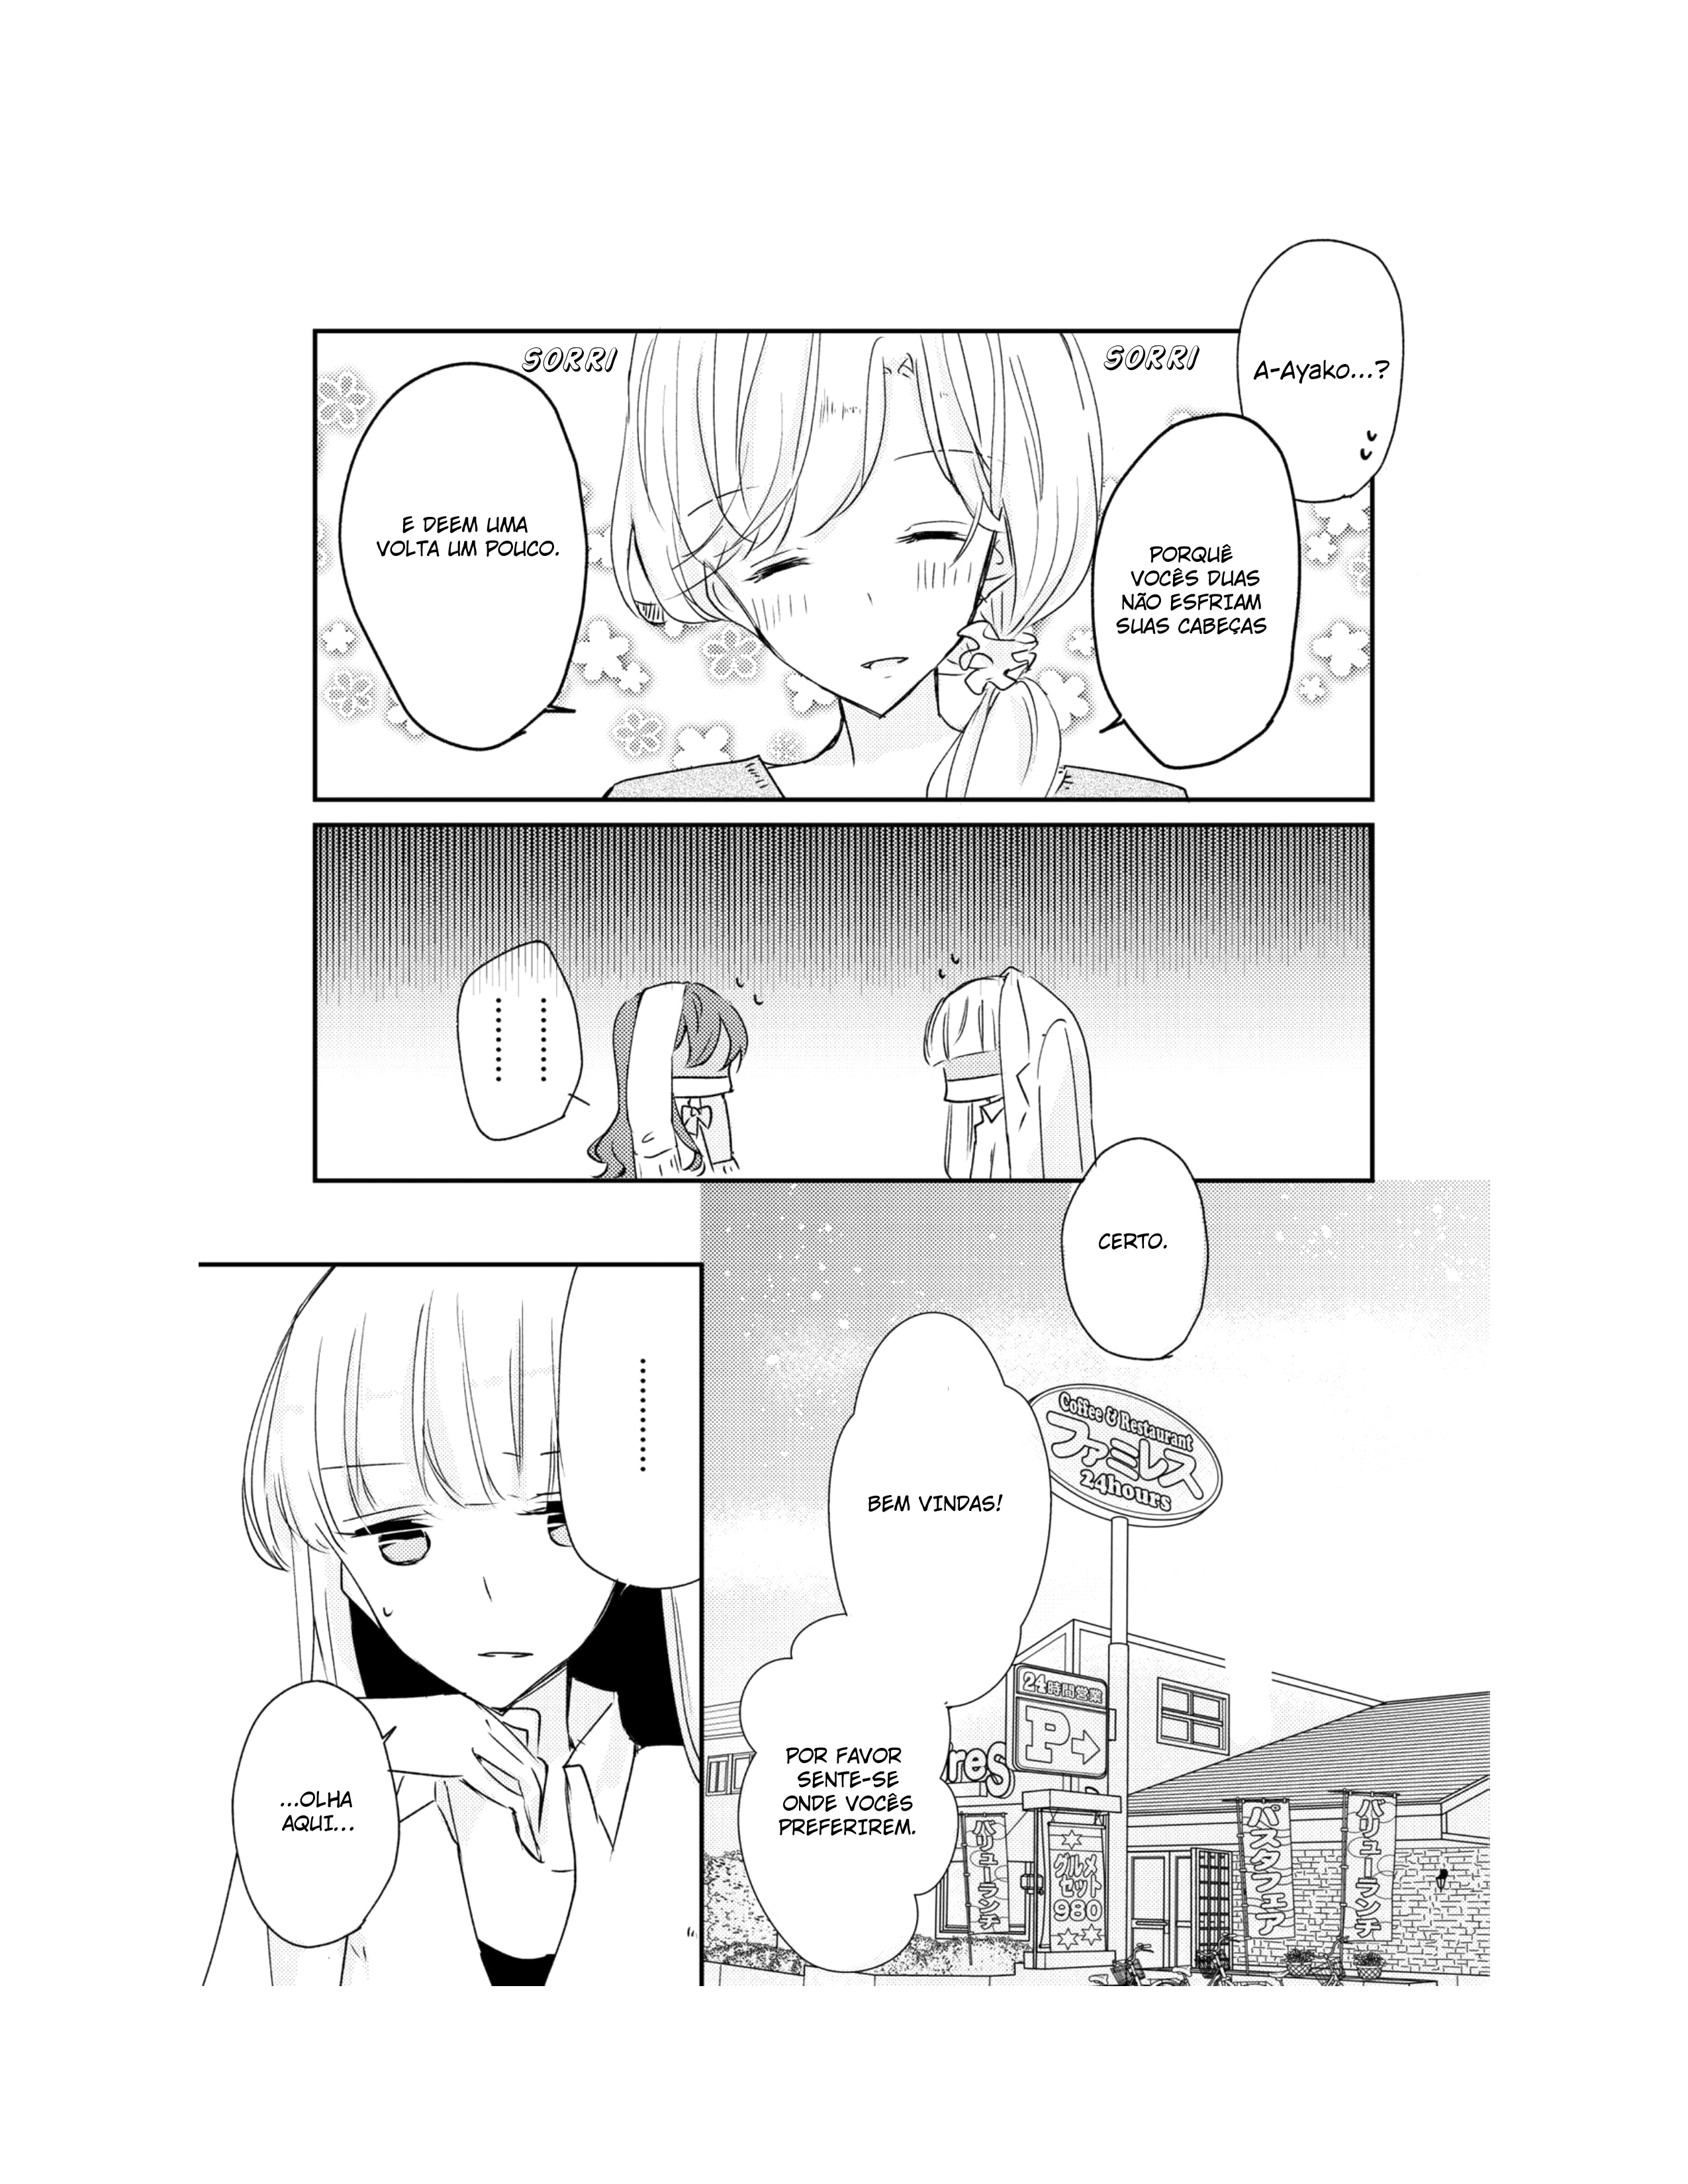 A-Ayako...?
SORRI
SORRI
PORQUÊ
VOCÊS DUAS
NÃO ESFRIAM
SUAS CABEÇAS
E DEEM UMA
VOLTA UM POUCO.
CERTO.
Coffee & Restaurant
ファミレス
24hours
BEM VINDAS!
POR FAVOR
SENTE-SE
ONDE VOCÊS
PREFERIREM.
24時間営業
P→
res
バリューランチ
パスタフェア
バリューランチ
グルメ
セット
980
...OLHA
AQUI...